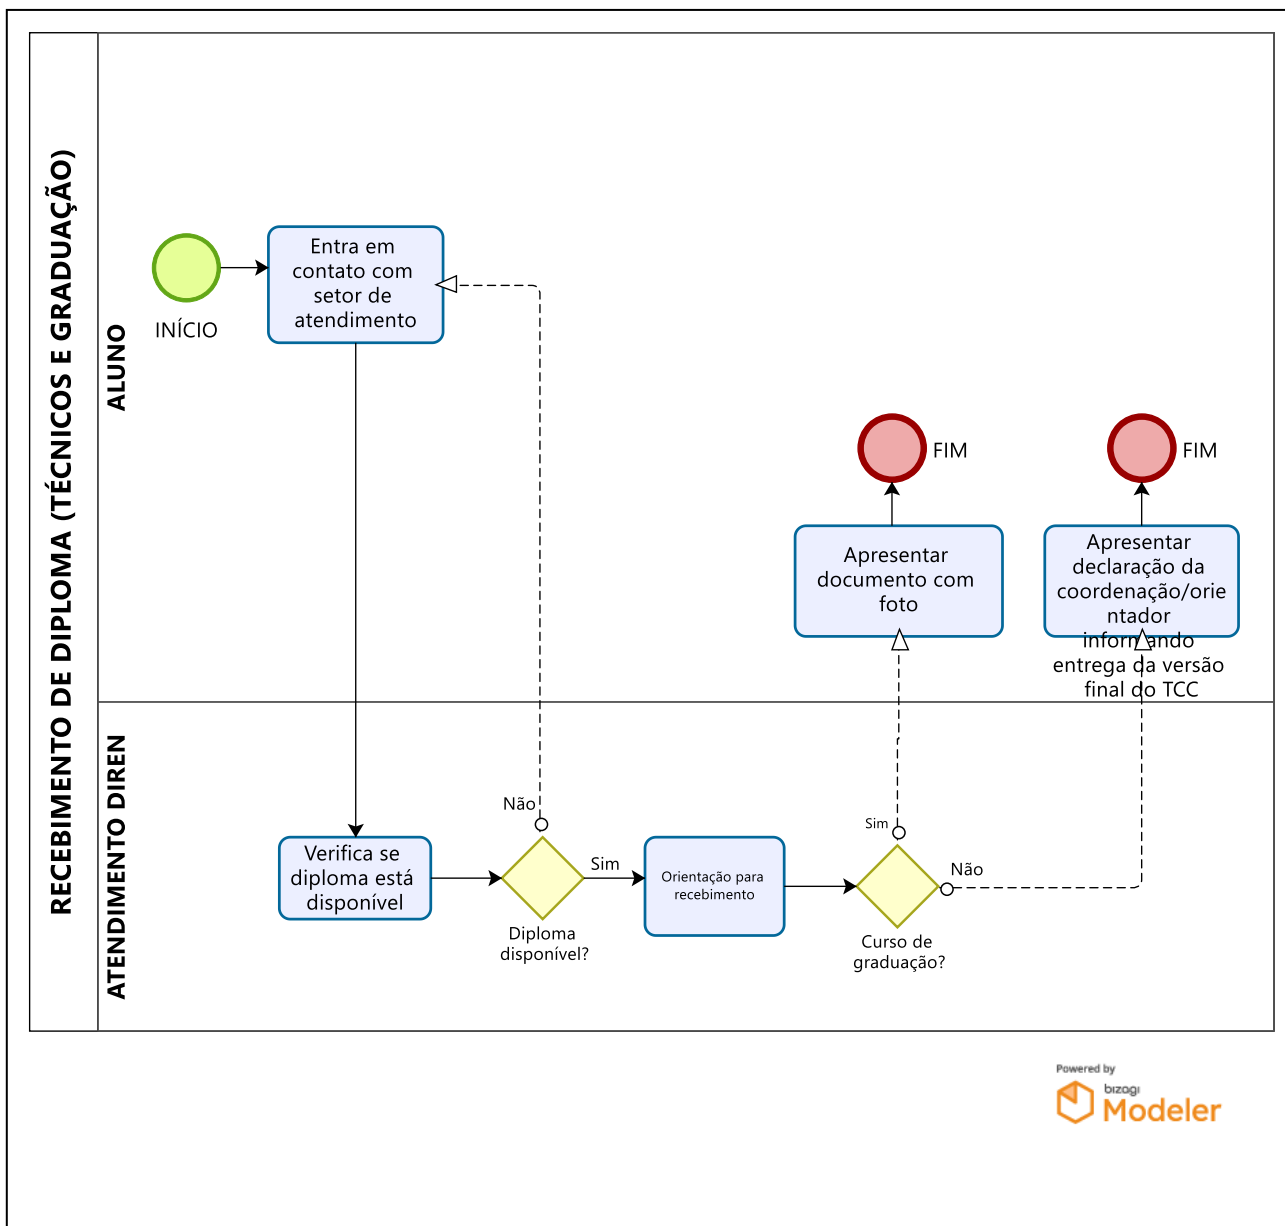 RECEBIMENTO DE DIPLOMA (TÉCNICOS E GRADUAÇÃO)
ALUNO
INÍCIO
Entra em
contato com
setor de
atendimento
FIM
FIM
Apresentar
documento com
foto
Apresentar
declaração da
coordenação/orie
ntador
informando
entrega da versão
final do TCC
ATENDIMENTO DIREN
Verifica se
diploma está
disponível
Não
Diploma
disponível?
Sim
Orientação para
recebimento
Sim
Não
Curso de
graduação?
Powered by
bizagi
Modeler